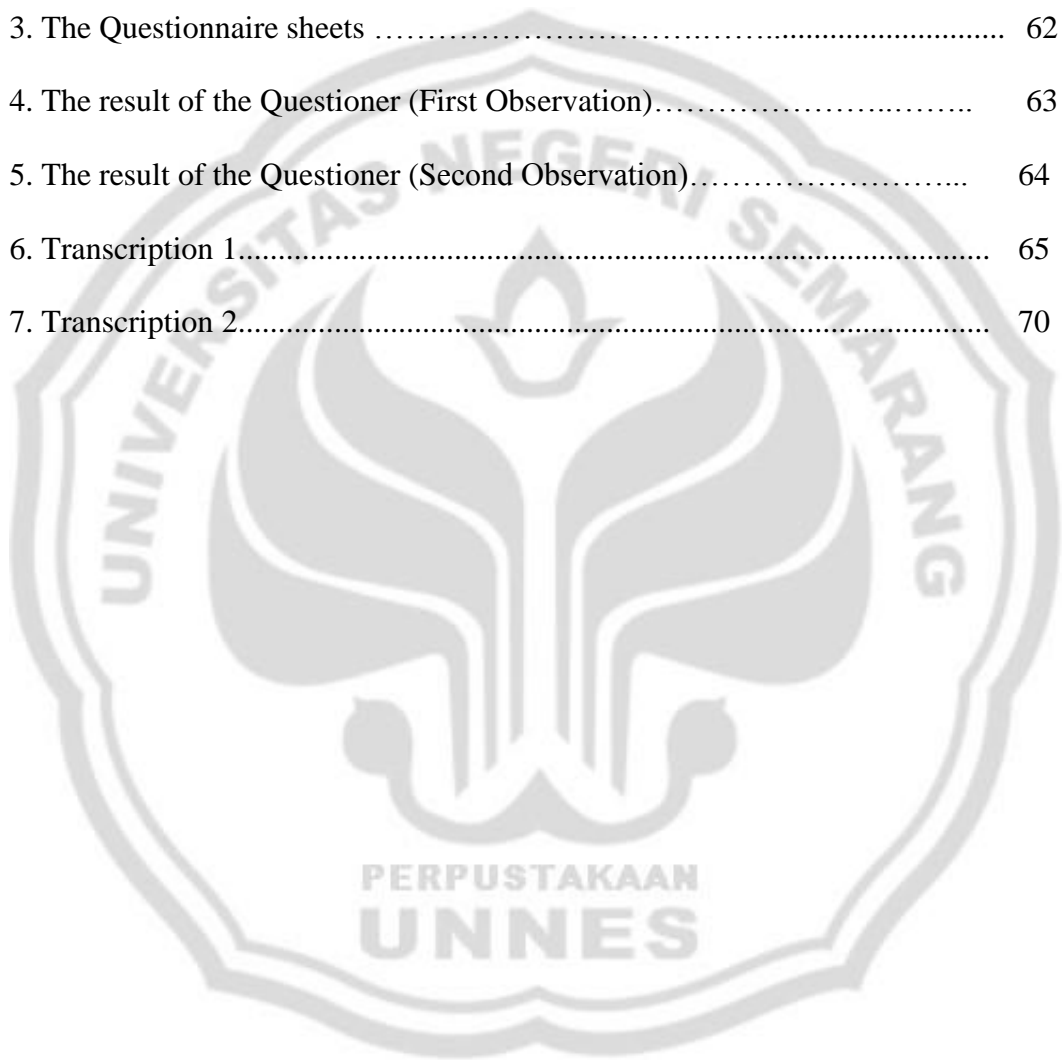 3. The Questionnaire sheets ………………………….……...……………………... 62
4. The result of the Questioner (First Observation)…………………..…….. 63
5. The result of the Questioner (Second Observation)……………………... 64
6. Transcription 1.................................................................................... 65
7. Transcription 2.................................................................................... 70
UNIVERSITAS NEGERI SEMARANG
PERPUSTAKAAN
UNNES